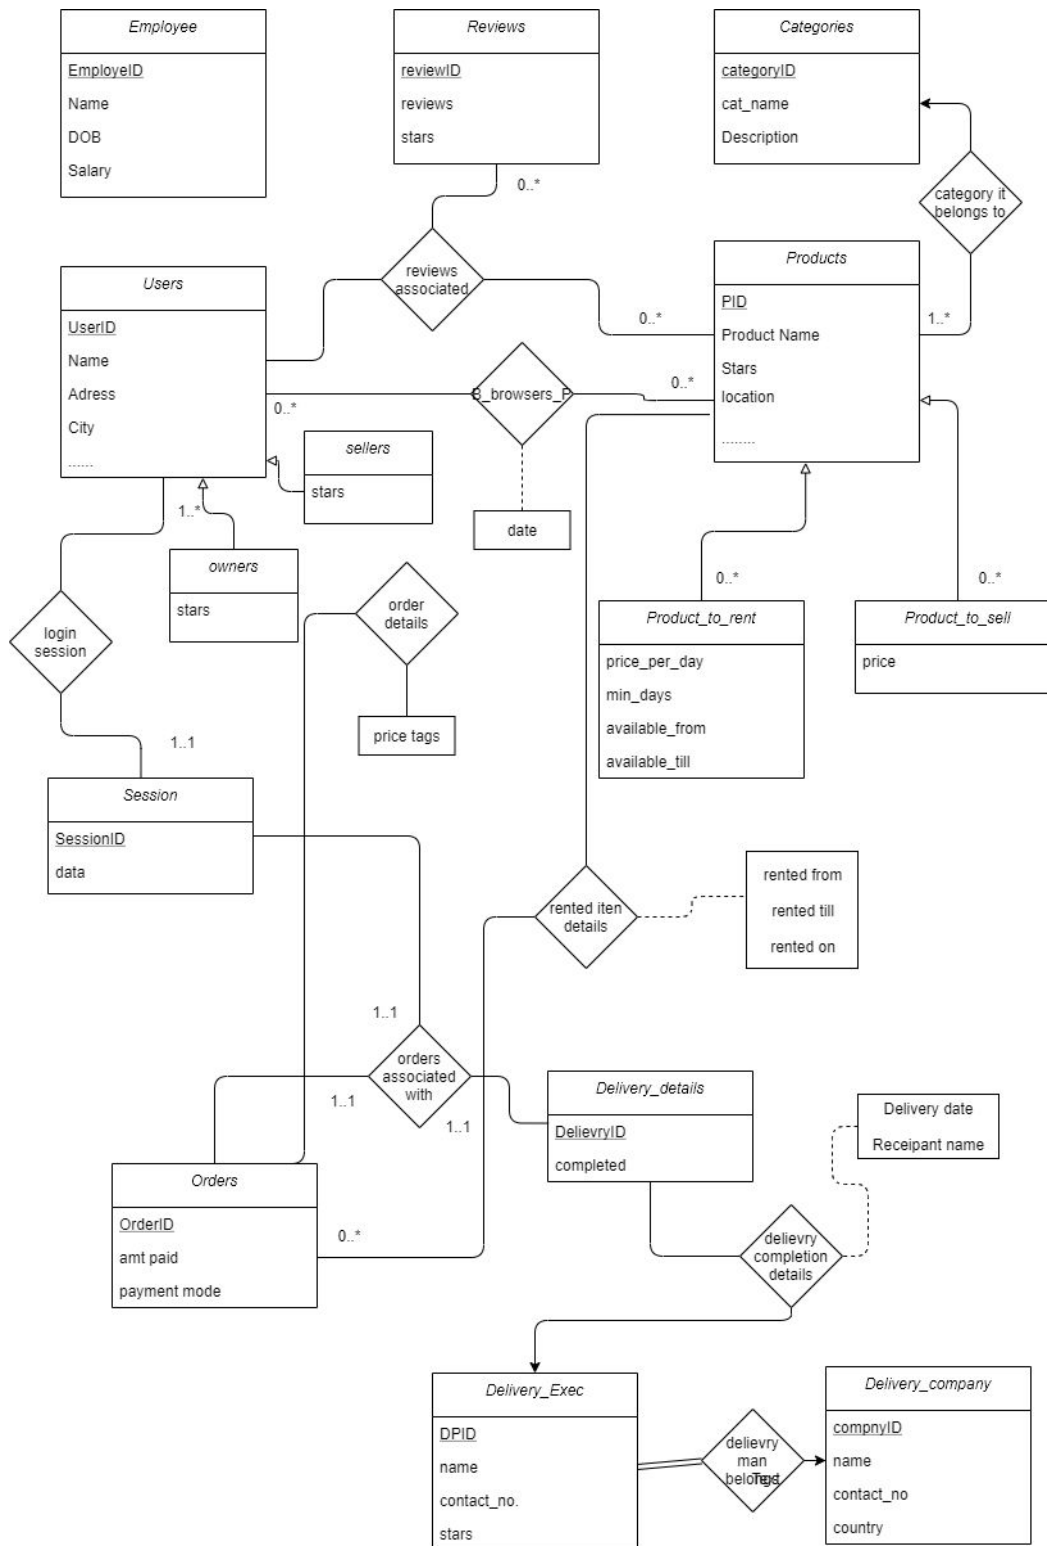 Employee
EmployeID
Name
DOB
Salary
Reviews
reviewID
reviews
stars
0..*
Categories
categoryID
cat_name
Description
category it
belongs to
reviews
associated
Users
UserID
Name
Adress
City
......
0..*
0..*
B_browsers_P
0..*
date
Products
PID
Product Name
Stars
location
........
1..*
sellers
stars
1..*
owners
stars
login
session
order
details
price tags
0..*
Product_to_rent
price_per_day
min_days
available_from
available_till
0..*
Product_to_sell
price
1..1
Session
SessionID
data
rented iten
details
rented from
rented till
rented on
1..1
orders
associated
with
1..1
1..1
Delivery_details
DelievryID
completed
Delivery date
Receipant name
Orders
OrderID
amt paid
payment mode
0..*
delievry
completion
details
Delivery_Exec
DPID
name
contact_no.
stars
delievry
man
belongs
Text
Delivery_company
compnyID
name
contact_no
country